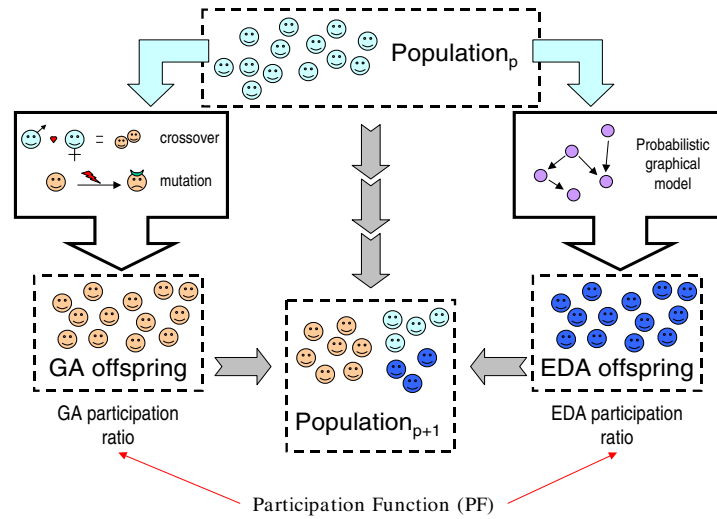 Population_p
crossover
mutation
=
Probabilistic
graphical
model
GA offspring
EDA offspring
Population_{p+1}
GA participation
ratio
EDA participation
ratio
Participation Function (PF)